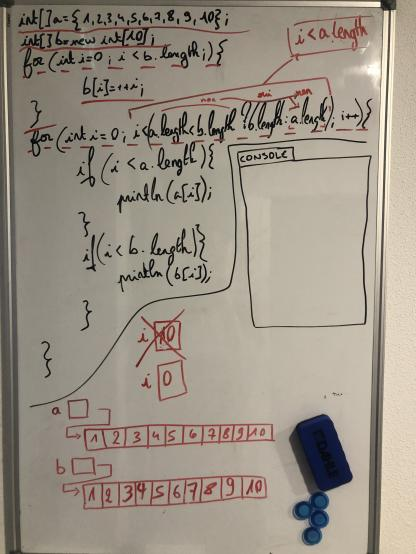 int[] a = {1,2,3,4,5,6,7,8,9,10};
int[] b = new int[10];
for (int i=0; i < b.length;){
b[i]=++i;
}
i < a.length
non oui non
for (int i=0; i<(a.length<b.length ? b.length : a.length); i++){
if (i < a.length){
println(a[i]);
}
if(i < b.length){
println(b[i]);
}
}
CONSOLE
i 10
i 0
a
1 2 3 4 5 6 7 8 9 10
b
1 2 3 4 5 6 7 8 9 10